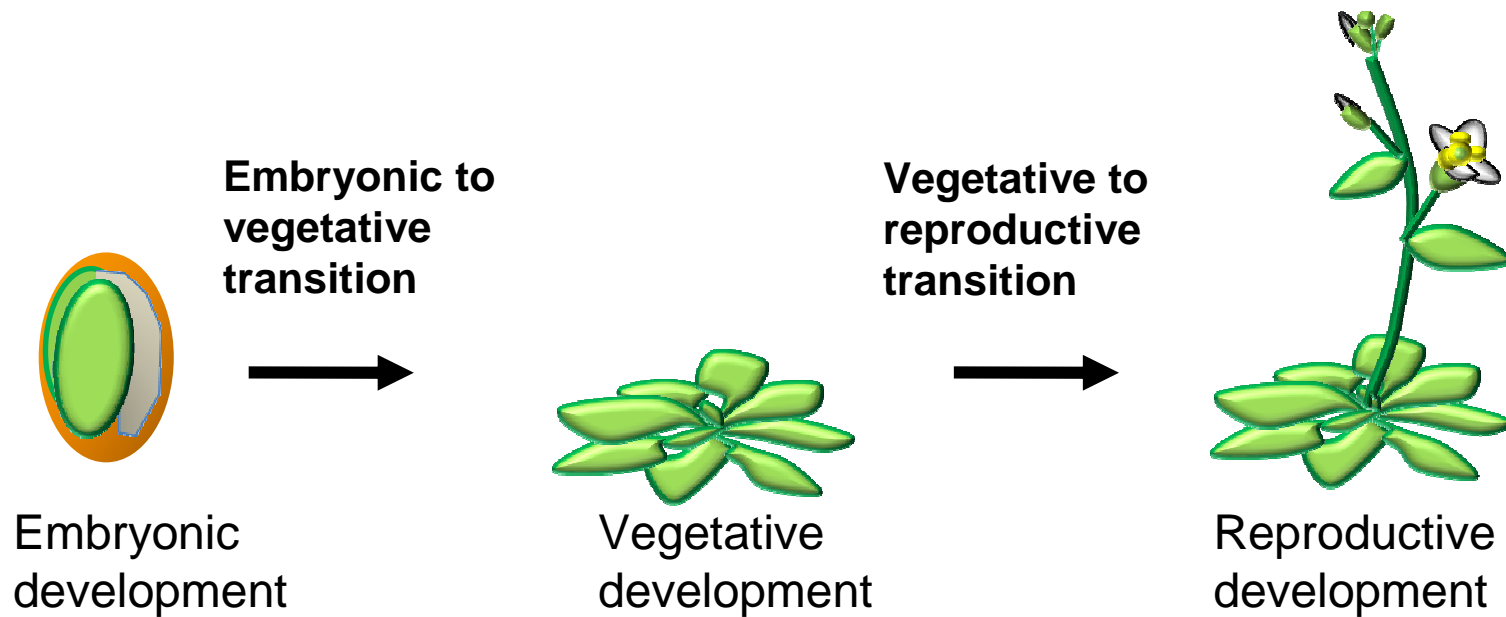 Embryonic to
vegetative
transition
Vegetative to
reproductive
transition
Embryonic
development
Vegetative
development
Reproductive
development